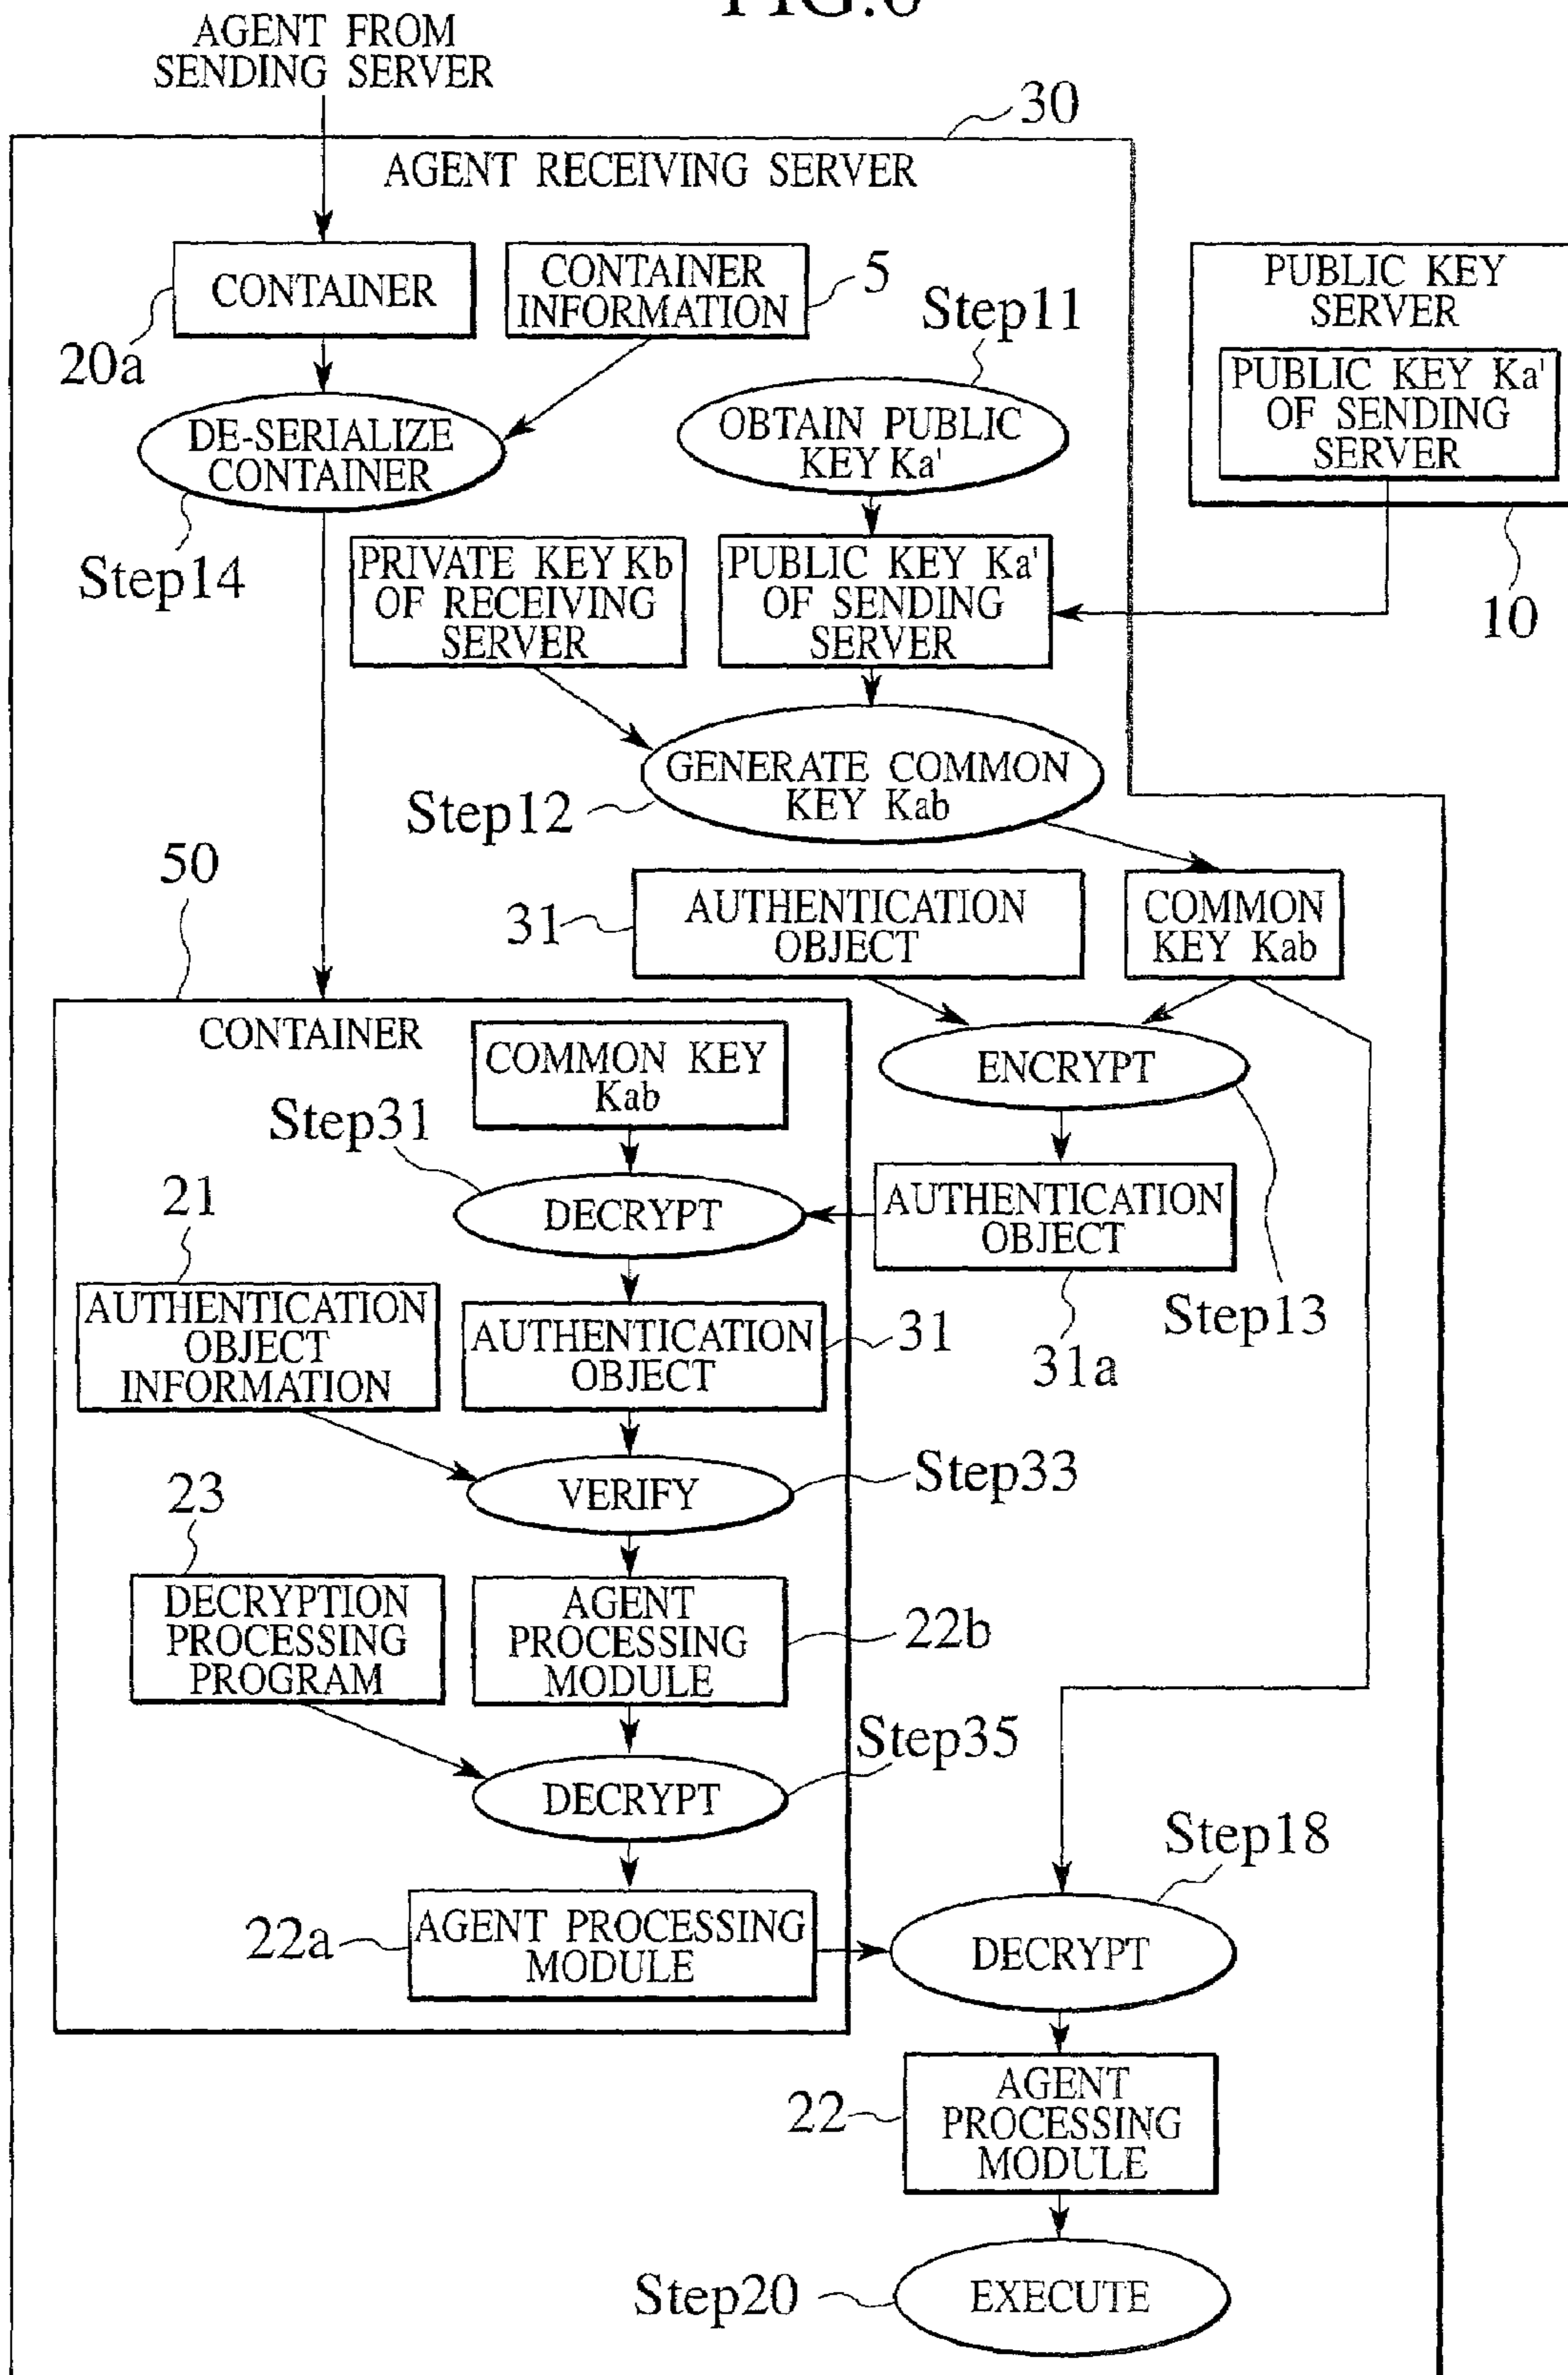 AGENT FROM
SENDING SERVER
30
AGENT RECEIVING SERVER
CONTAINER
20a
CONTAINER
INFORMATION
5
Step11
PUBLIC KEY
SERVER
PUBLIC KEY Ka'
OF SENDING
SERVER
10
DE-SERIALIZE
CONTAINER
Step14
OBTAIN PUBLIC
KEY Ka'
PRIVATE KEY Kb
OF RECEIVING
SERVER
PUBLIC KEY Ka'
OF SENDING
SERVER
GENERATE COMMON
KEY Kab
Step12
50
31
AUTHENTICATION
OBJECT
COMMON
KEY Kab
CONTAINER
COMMON KEY
Kab
ENCRYPT
Step31
DECRYPT
AUTHENTICATION
OBJECT
Step13
31a
21
AUTHENTICATION
OBJECT
INFORMATION
AUTHENTICATION
OBJECT
31
VERIFY
Step33
23
DECRYPTION
PROCESSING
PROGRAM
AGENT
PROCESSING
MODULE
22b
DECRYPT
Step35
Step18
22a
AGENT PROCESSING
MODULE
DECRYPT
22
AGENT
PROCESSING
MODULE
Step20
EXECUTE